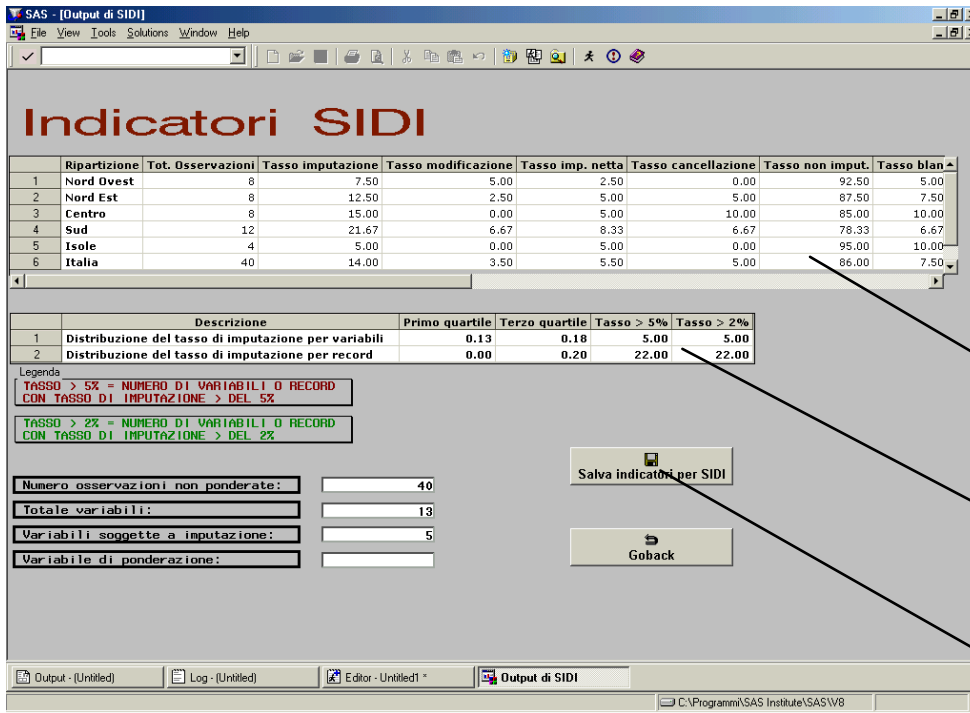 SAS - [Output di SIDI]
File View Tools Solutions Window Help
Indicatori SIDI
Ripartizione Tot. Osservazioni Tasso imputazione Tasso modificazione Tasso imp. netta Tasso cancellazione Tasso non imput. Tasso blan
1 Nord Ovest 8 7.50 5.00 2.50 0.00 92.50 5.00
2 Nord Est 8 12.50 2.50 5.00 5.00 87.50 7.50
3 Centro 8 15.00 0.00 5.00 10.00 85.00 10.00
4 Sud 12 21.67 6.67 8.33 6.67 78.33 6.67
5 Isole 4 5.00 0.00 5.00 0.00 95.00 10.00
6 Italia 40 14.00 3.50 5.50 5.00 86.00 7.50
Descrizione Primo quartile Terzo quartile Tasso > 5% Tasso > 2%
1 Distribuzione del tasso di imputazione per variabili 0.13 0.18 5.00 5.00
2 Distribuzione del tasso di imputazione per record 0.00 0.20 22.00 22.00
Legenda
TASSO > 5% = NUMERO DI VARIABILI O RECORD
CON TASSO DI IMPUTAZIONE > DEL 5%
TASSO > 2% = NUMERO DI VARIABILI O RECORD
CON TASSO DI IMPUTAZIONE > DEL 2%
Salva indicatori per SIDI
Numero osservazioni non ponderate: 40
Totale variabili: 13
Variabili soggette a imputazione: 5
Goback
Variabile di ponderazione:
Output - (Untitled) Log - (Untitled) Editor - Untitled1 * Output di SIDI
C:\Programmi\SAS Institute\SAS\V8